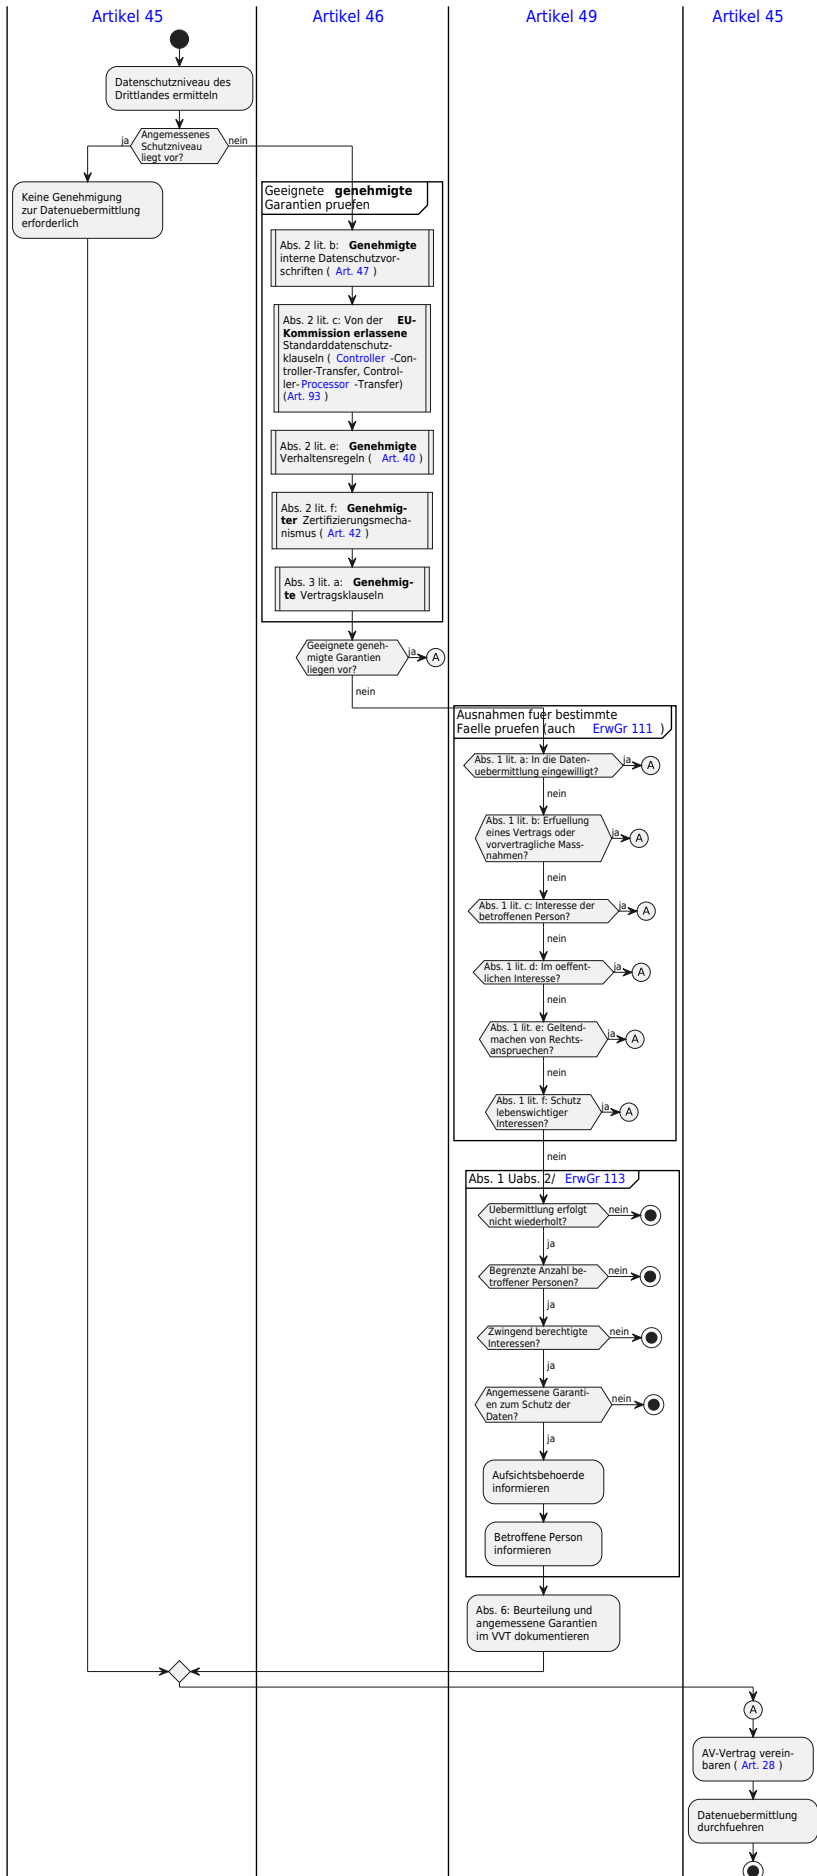 Artikel 45
Artikel 46
Artikel 49
Artikel 45
Datenschutzniveau des
Drittlandes ermitteln
Angemessenes
Schutzniveau
liegt vor?
ja
nein
Keine Genehmigung
zur Datenuebermittlung
erforderlich
Geeignete genehmigte
Garantien pruefen
Abs. 2 lit. b: Genehmigte
interne Datenschutzvor-
schriften ( Art. 47 )
Abs. 2 lit. c: Von der EU-
Kommission erlassene
Standarddatenschutz-
klauseln ( Controller -Con-
troller-Transfer, Control-
ler-Processor -Transfer)
(Art. 93 )
Abs. 2 lit. e: Genehmigte
Verhaltensregeln ( Art. 40 )
Abs. 2 lit. f: Genehmig-
ter Zertifizierungsmecha-
nismus ( Art. 42 )
Abs. 3 lit. a: Genehmig-
te Vertragsklauseln
Geeignete geneh-
migte Garantien
liegen vor?
ja
A
nein
Ausnahmen fuer bestimmte
Faelle pruefen (auch ErwGr 111 )
Abs. 1 lit. a: In die Daten-
uebermittlung eingewilligt?
ja
A
nein
Abs. 1 lit. b: Erfuellung
eines Vertrags oder
vorvertragliche Mass-
nahmen?
ja
A
nein
Abs. 1 lit. c: Interesse der
betroffenen Person?
ja
A
nein
Abs. 1 lit. d: Im oeffent-
lichen Interesse?
ja
A
nein
Abs. 1 lit. e: Geltend-
machen von Rechts-
anspruechen?
ja
A
nein
Abs. 1 lit. f: Schutz
lebenswichtiger
Interessen?
ja
A
nein
Abs. 1 Uabs. 2/ ErwGr 113
Uebermittlung erfolgt
nicht wiederholt?
nein
ja
Begrenzte Anzahl be-
troffener Personen?
nein
ja
Zwingend berechtigte
Interessen?
nein
ja
Angemessene Garanti-
en zum Schutz der
Daten?
nein
ja
Aufsichtsbehoerde
informieren
Betroffene Person
informieren
Abs. 6: Beurteilung und
angemessene Garantien
im VVT dokumentieren
A
AV-Vertrag verein-
baren ( Art. 28 )
Datenuebermittlung
durchfuehren